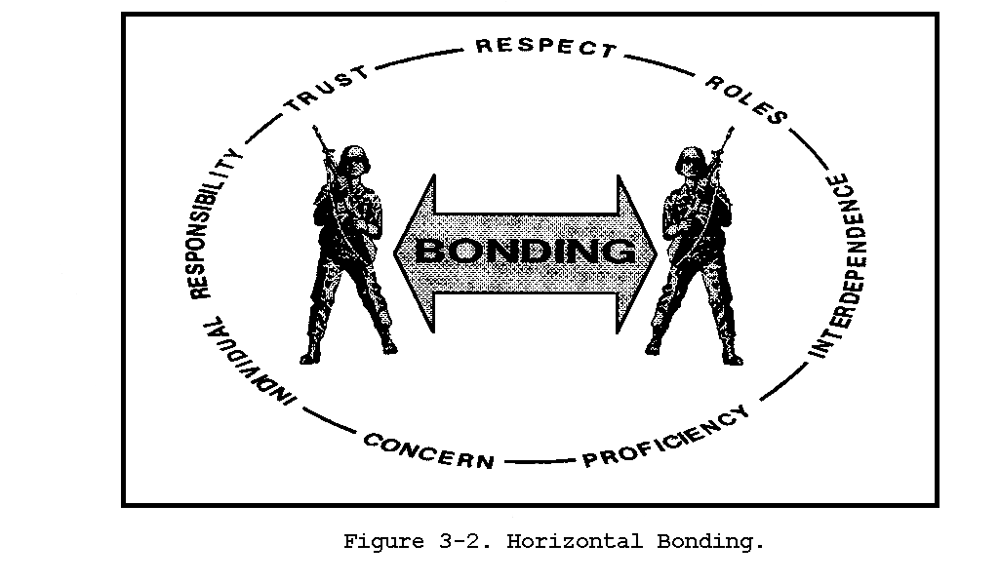 RESPECT
ROLES
INTERDEPENDENCE
PROFICIENCY
CONCERN
INDIVIDUAL RESPONSIBILITY
TRUST
BONDING
Figure 3-2. Horizontal Bonding.